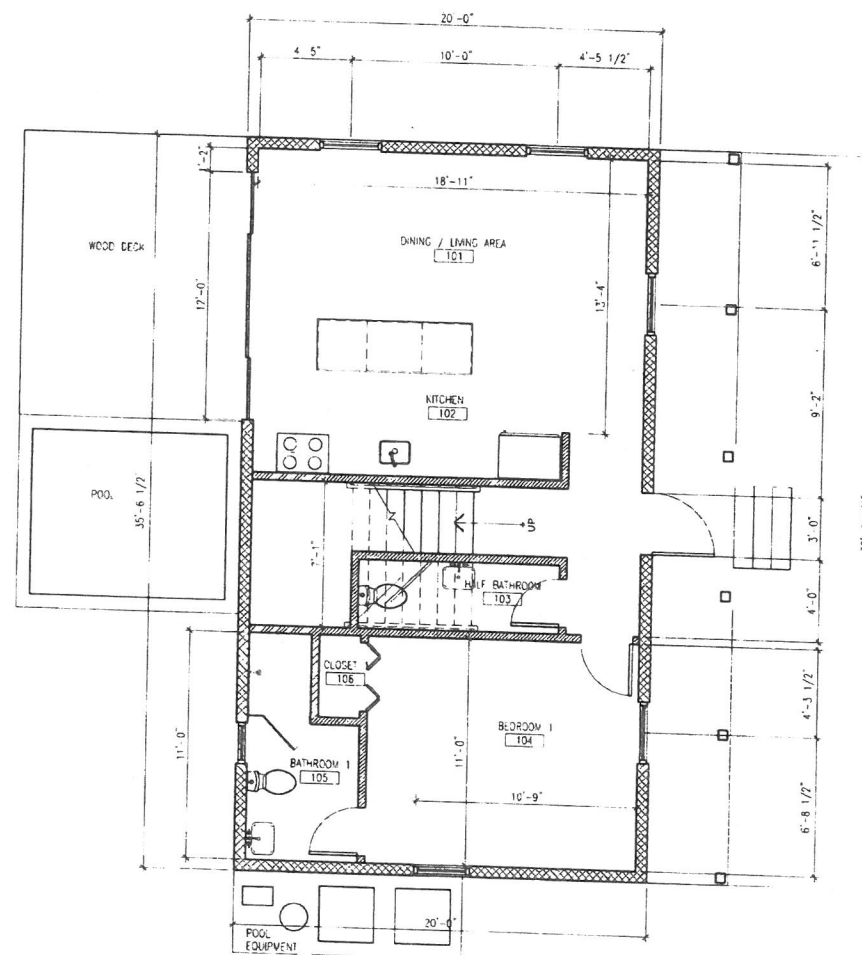 20'-0"
4 5"
10'-0"
4'-5 1/2"
1'-2"
18'-11"
WOOD DECK
DINING / LIVING AREA
101
6'-11 1/2"
12'-0"
13'-4"
KITCHEN
102
9'-2"
POOL
35'-6 1/2"
UP
3'-0"
7'-1"
HALF BATHROOM
103
4'-0"
CLOSET
106
4'-3 1/2"
BEDROOM 1
104
11'-0"
11'-0"
BATHROOM 1
105
10'-9"
6'-8 1/2"
20'-0"
POOL
EQUIPMENT